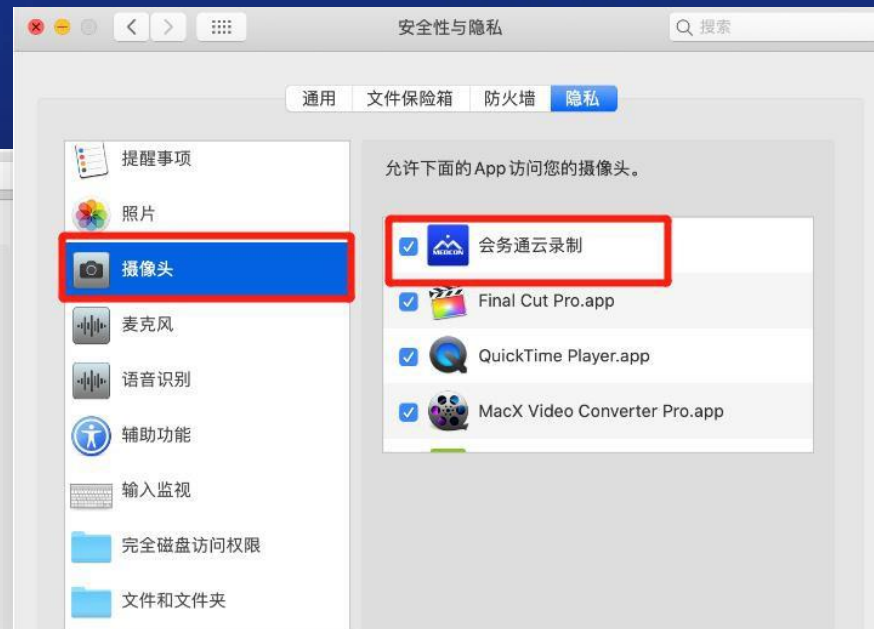 安全性与隐私
搜索
通用
文件保险箱
防火墙
隐私
提醒事项
照片
摄像头
麦克风
语音识别
辅助功能
输入监视
完全磁盘访问权限
文件和文件夹
允许下面的App访问您的摄像头。
MEDCON
会务通云录制
Final Cut Pro.app
QuickTime Player.app
MacX Video Converter Pro.app